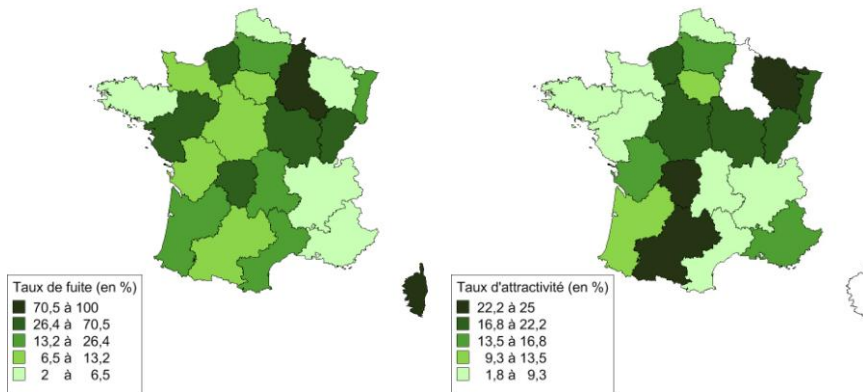 Taux de fuite (en %)
70,5 à 100
26,4 à 70,5
13,2 à 26,4
6,5 à 13,2
2 à 6,5
Taux d'attractivité (en %)
22,2 à 25
16,8 à 22,2
13,5 à 16,8
9,3 à 13,5
1,8 à 9,3